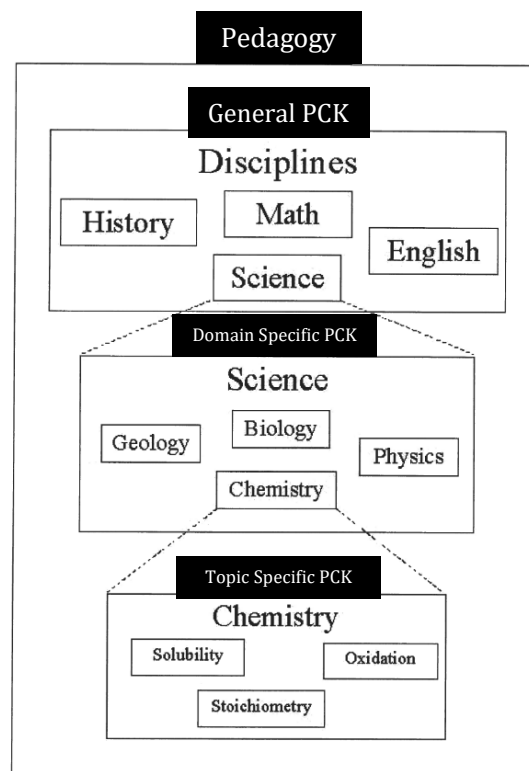 Pedagogy
General PCK
Disciplines
History
Math
English
Science
Domain Specific PCK
Science
Geology
Biology
Physics
Chemistry
Topic Specific PCK
Chemistry
Solubility
Oxidation
Stoichiometry